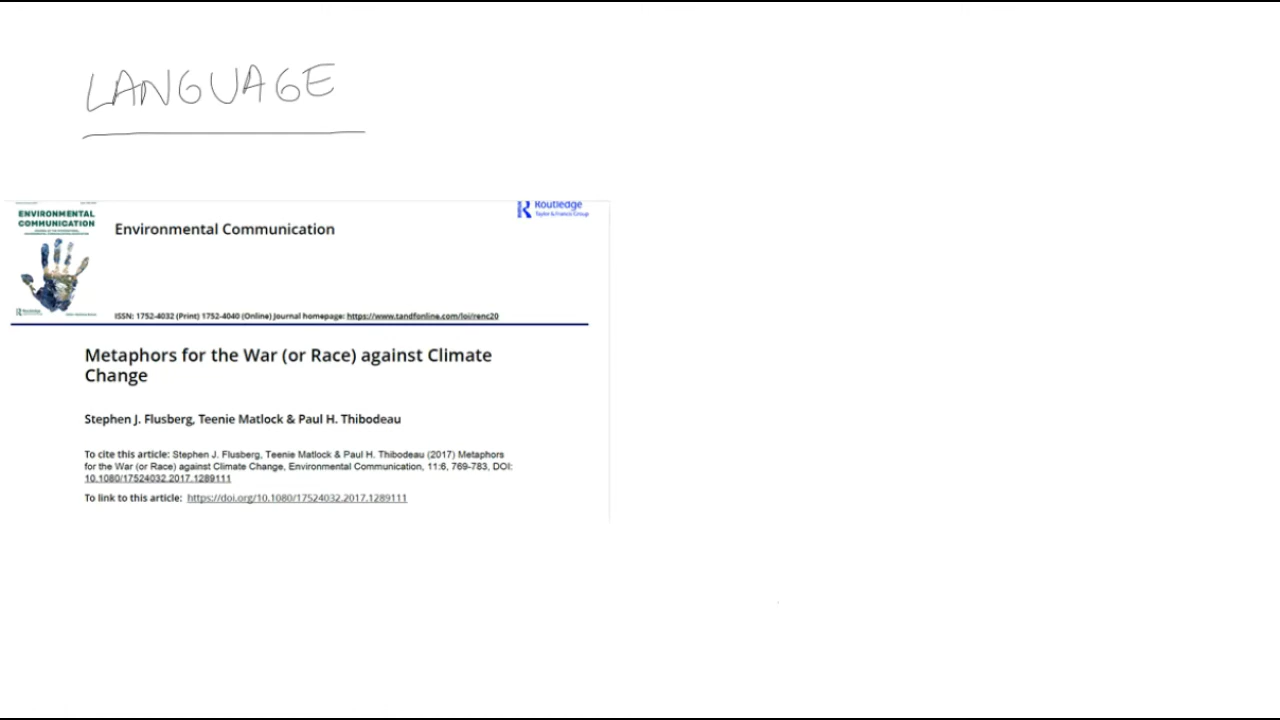 LANGUAGE
Routledge
Taylor & Francis Group
ENVIRONMENTAL
COMMUNICATION
Environmental Communication
Routledge
ISSN: 1752-4032 (Print) 1752-4040 (Online) Journal homepage: https://www.tandfonline.com/loi/renc20
Metaphors for the War (or Race) against Climate
Change
Stephen J. Flusberg, Teenie Matlock & Paul H. Thibodeau
To cite this article: Stephen J. Flusberg, Teenie Matlock & Paul H. Thibodeau (2017) Metaphors
for the War (or Race) against Climate Change, Environmental Communication, 11:6, 769-783, DOI:
10.1080/17524032.2017.1289111
To link to this article: https://doi.org/10.1080/17524032.2017.1289111